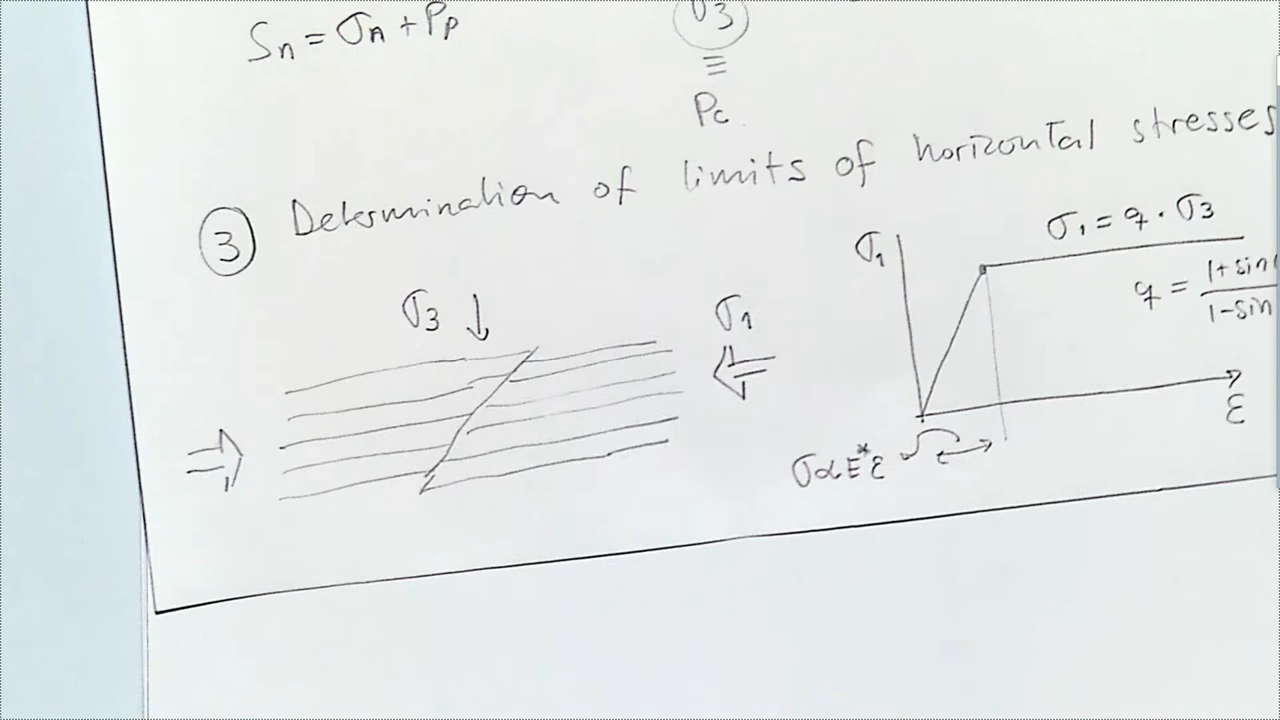 Sn = σn + Pp
σ3
≡
Pc
③ Determination of limits of horizontal stresses
σ1
σ1 = q · σ3
q = 1+sin / 1-sin
σ3 ↓
σ1
ε
σ∝E*ε